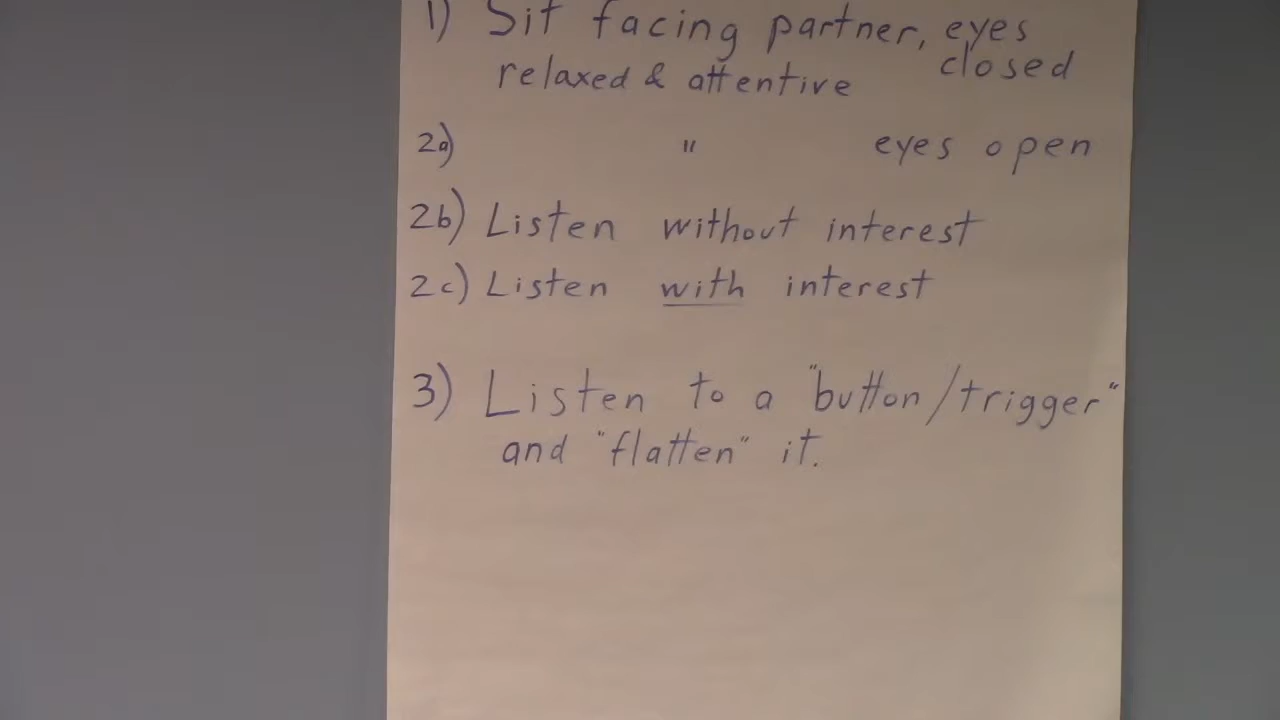 1) Sit facing partner, eyes
closed
relaxed & attentive
2a) " eyes open
2b) Listen without interest
2c) Listen with interest
3) Listen to a "button/trigger"
and "flatten" it.